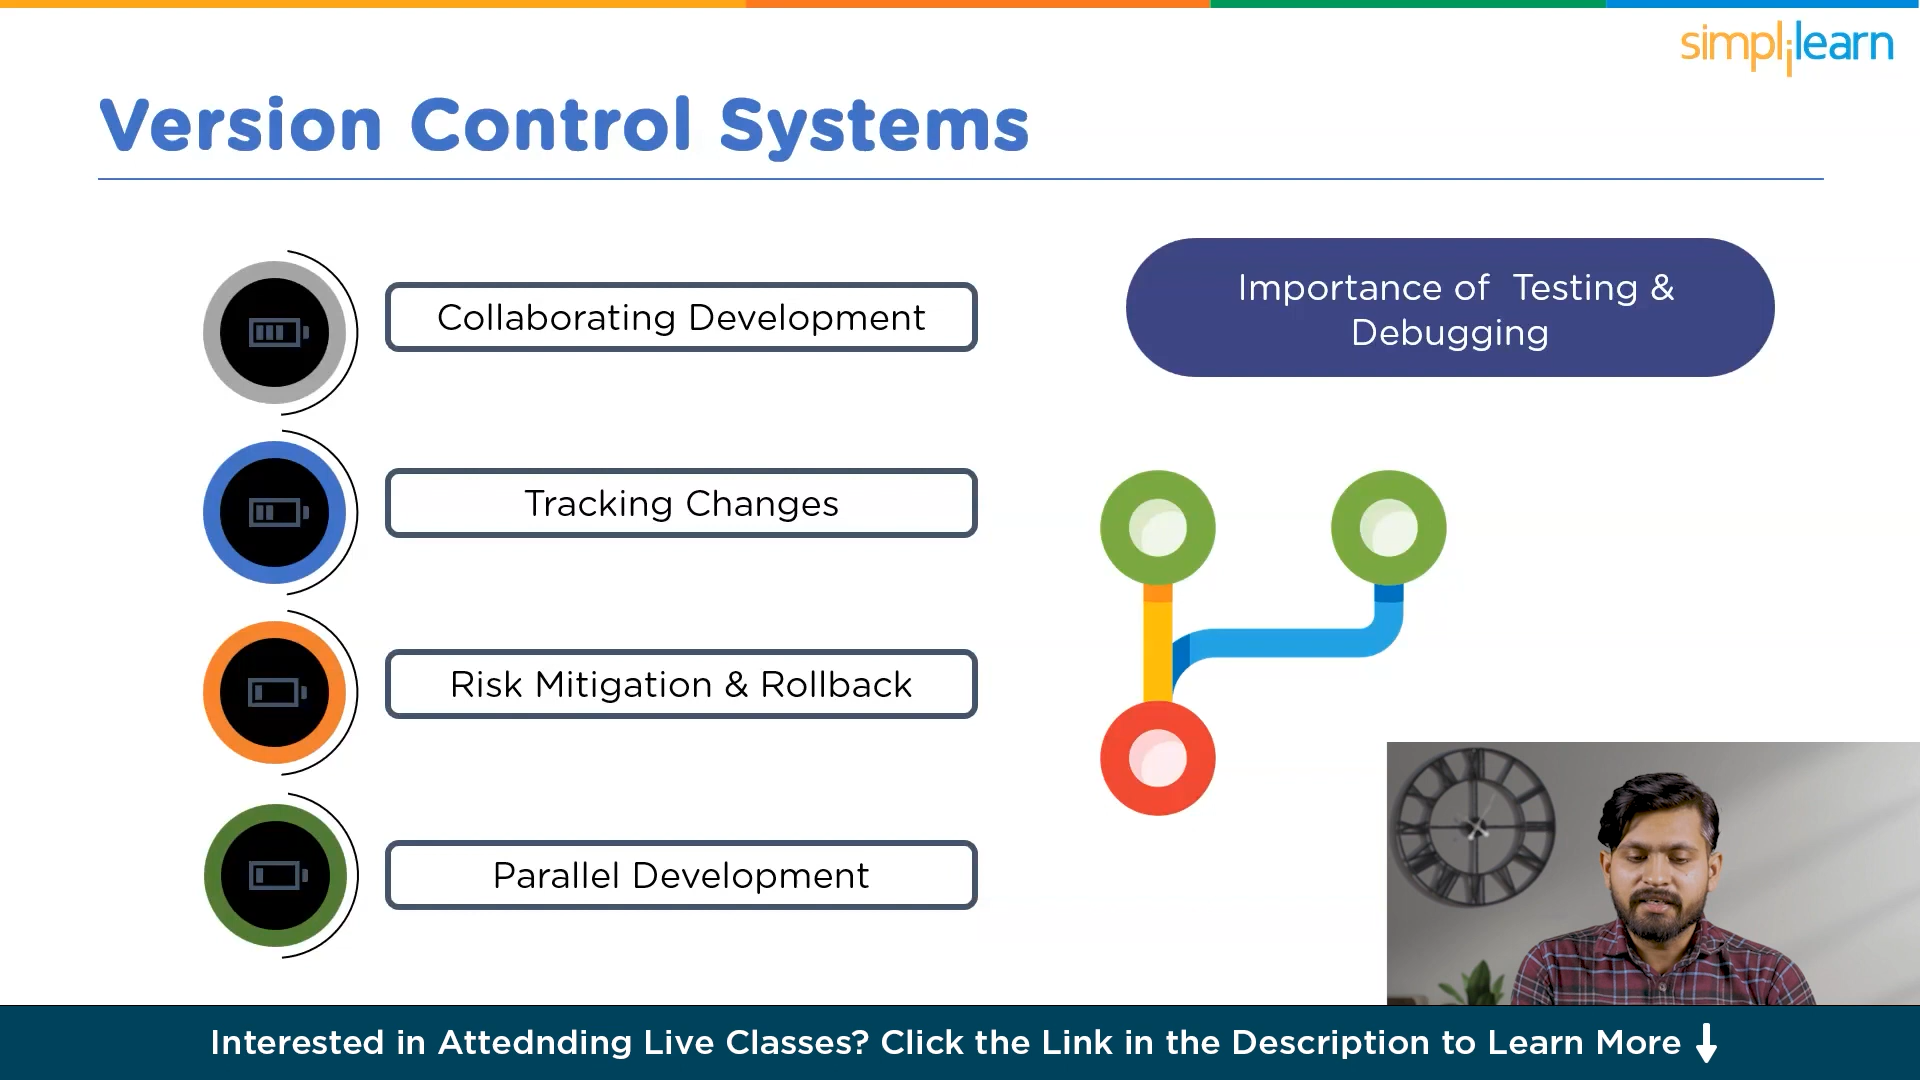 simplilearn
Version Control Systems
Collaborating Development
Tracking Changes
Risk Mitigation & Rollback
Parallel Development
Importance of Testing &
Debugging
Interested in Attednding Live Classes? Click the Link in the Description to Learn More